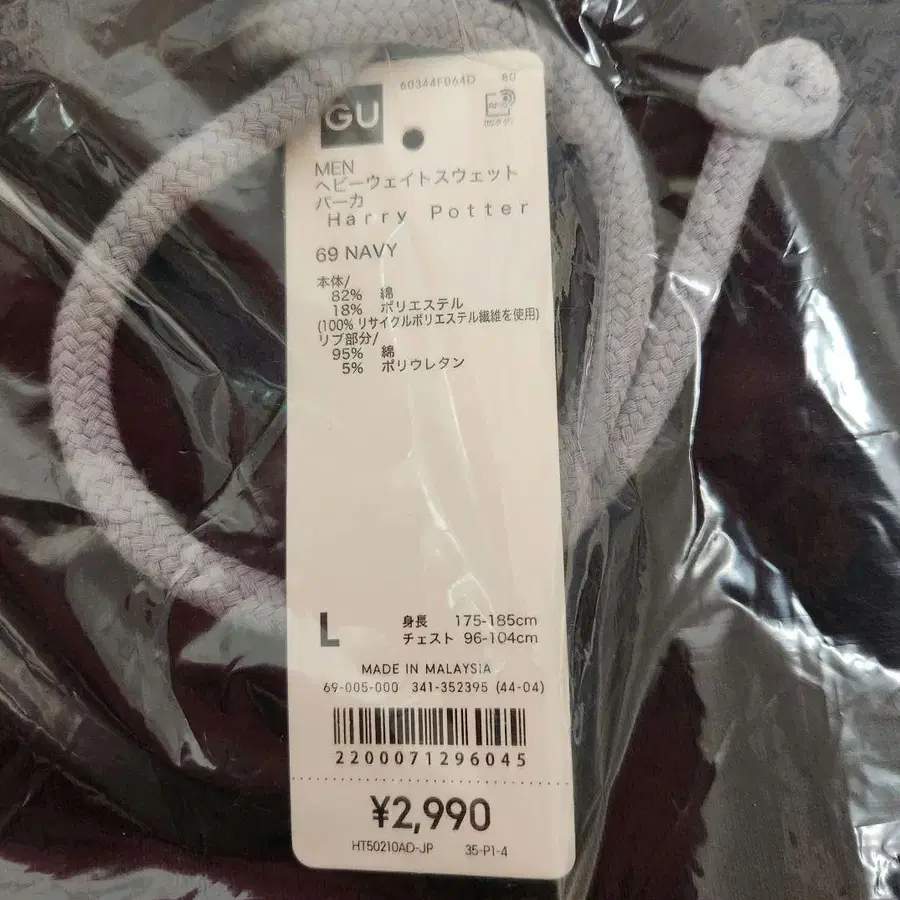 60344F064D 80
GU
MEN
ヘビーウェイトスウェット
パーカ
Harry Potter
69 NAVY
本体/
82% 綿
18% ポリエステル
(100% リサイクルポリエステル繊維を使用)
リブ部分/
95% 綿
5% ポリウレタン
L
身長 175-185cm
チェスト 96-104cm
MADE IN MALAYSIA
69-005-000 341-352395 (44-04)
2200071296045
¥2,990
HT50210AD-JP 35-P1-4